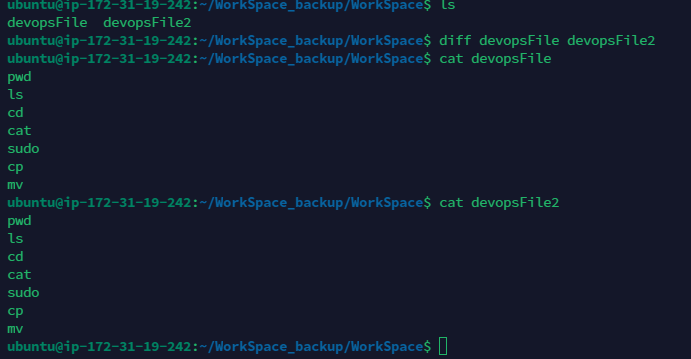 ubuntu@ip-172-31-19-242:~/WorkSpace_backup/WorkSpace$ ls
devopsFile  devopsFile2
ubuntu@ip-172-31-19-242:~/WorkSpace_backup/WorkSpace$ diff devopsFile devopsFile2
ubuntu@ip-172-31-19-242:~/WorkSpace_backup/WorkSpace$ cat devopsFile
pwd
ls
cd
cat
sudo
cp
mv
ubuntu@ip-172-31-19-242:~/WorkSpace_backup/WorkSpace$ cat devopsFile2
pwd
ls
cd
cat
sudo
cp
mv
ubuntu@ip-172-31-19-242:~/WorkSpace_backup/WorkSpace$